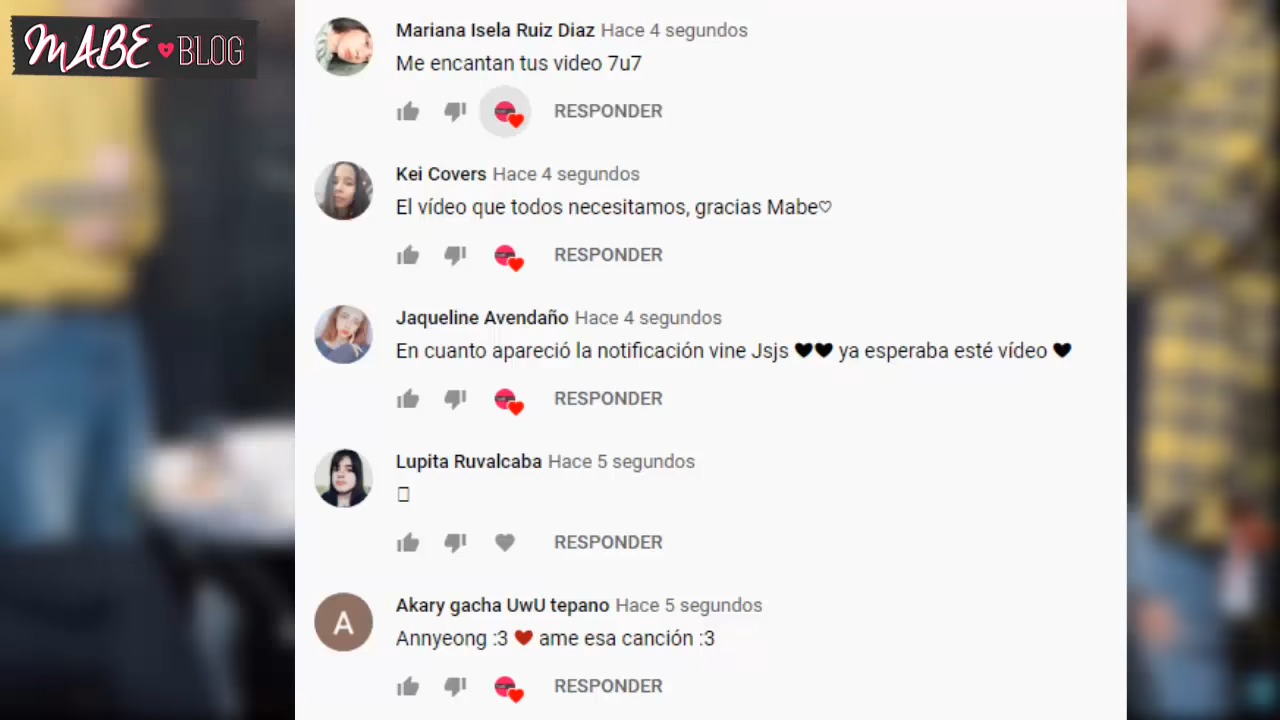 MABE BLOG
Mariana Isela Ruiz Diaz Hace 4 segundos
Me encantan tus video 7u7
RESPONDER
Kei Covers Hace 4 segundos
El vídeo que todos necesitamos, gracias Mabe♡
RESPONDER
Jaqueline Avendaño Hace 4 segundos
En cuanto apareció la notificación vine Jsjs 🖤🖤 ya esperaba esté vídeo 🖤
RESPONDER
Lupita Ruvalcaba Hace 5 segundos
RESPONDER
A
Akary gacha UwU tepano Hace 5 segundos
Annyeong :3 ❤ ame esa canción :3
RESPONDER